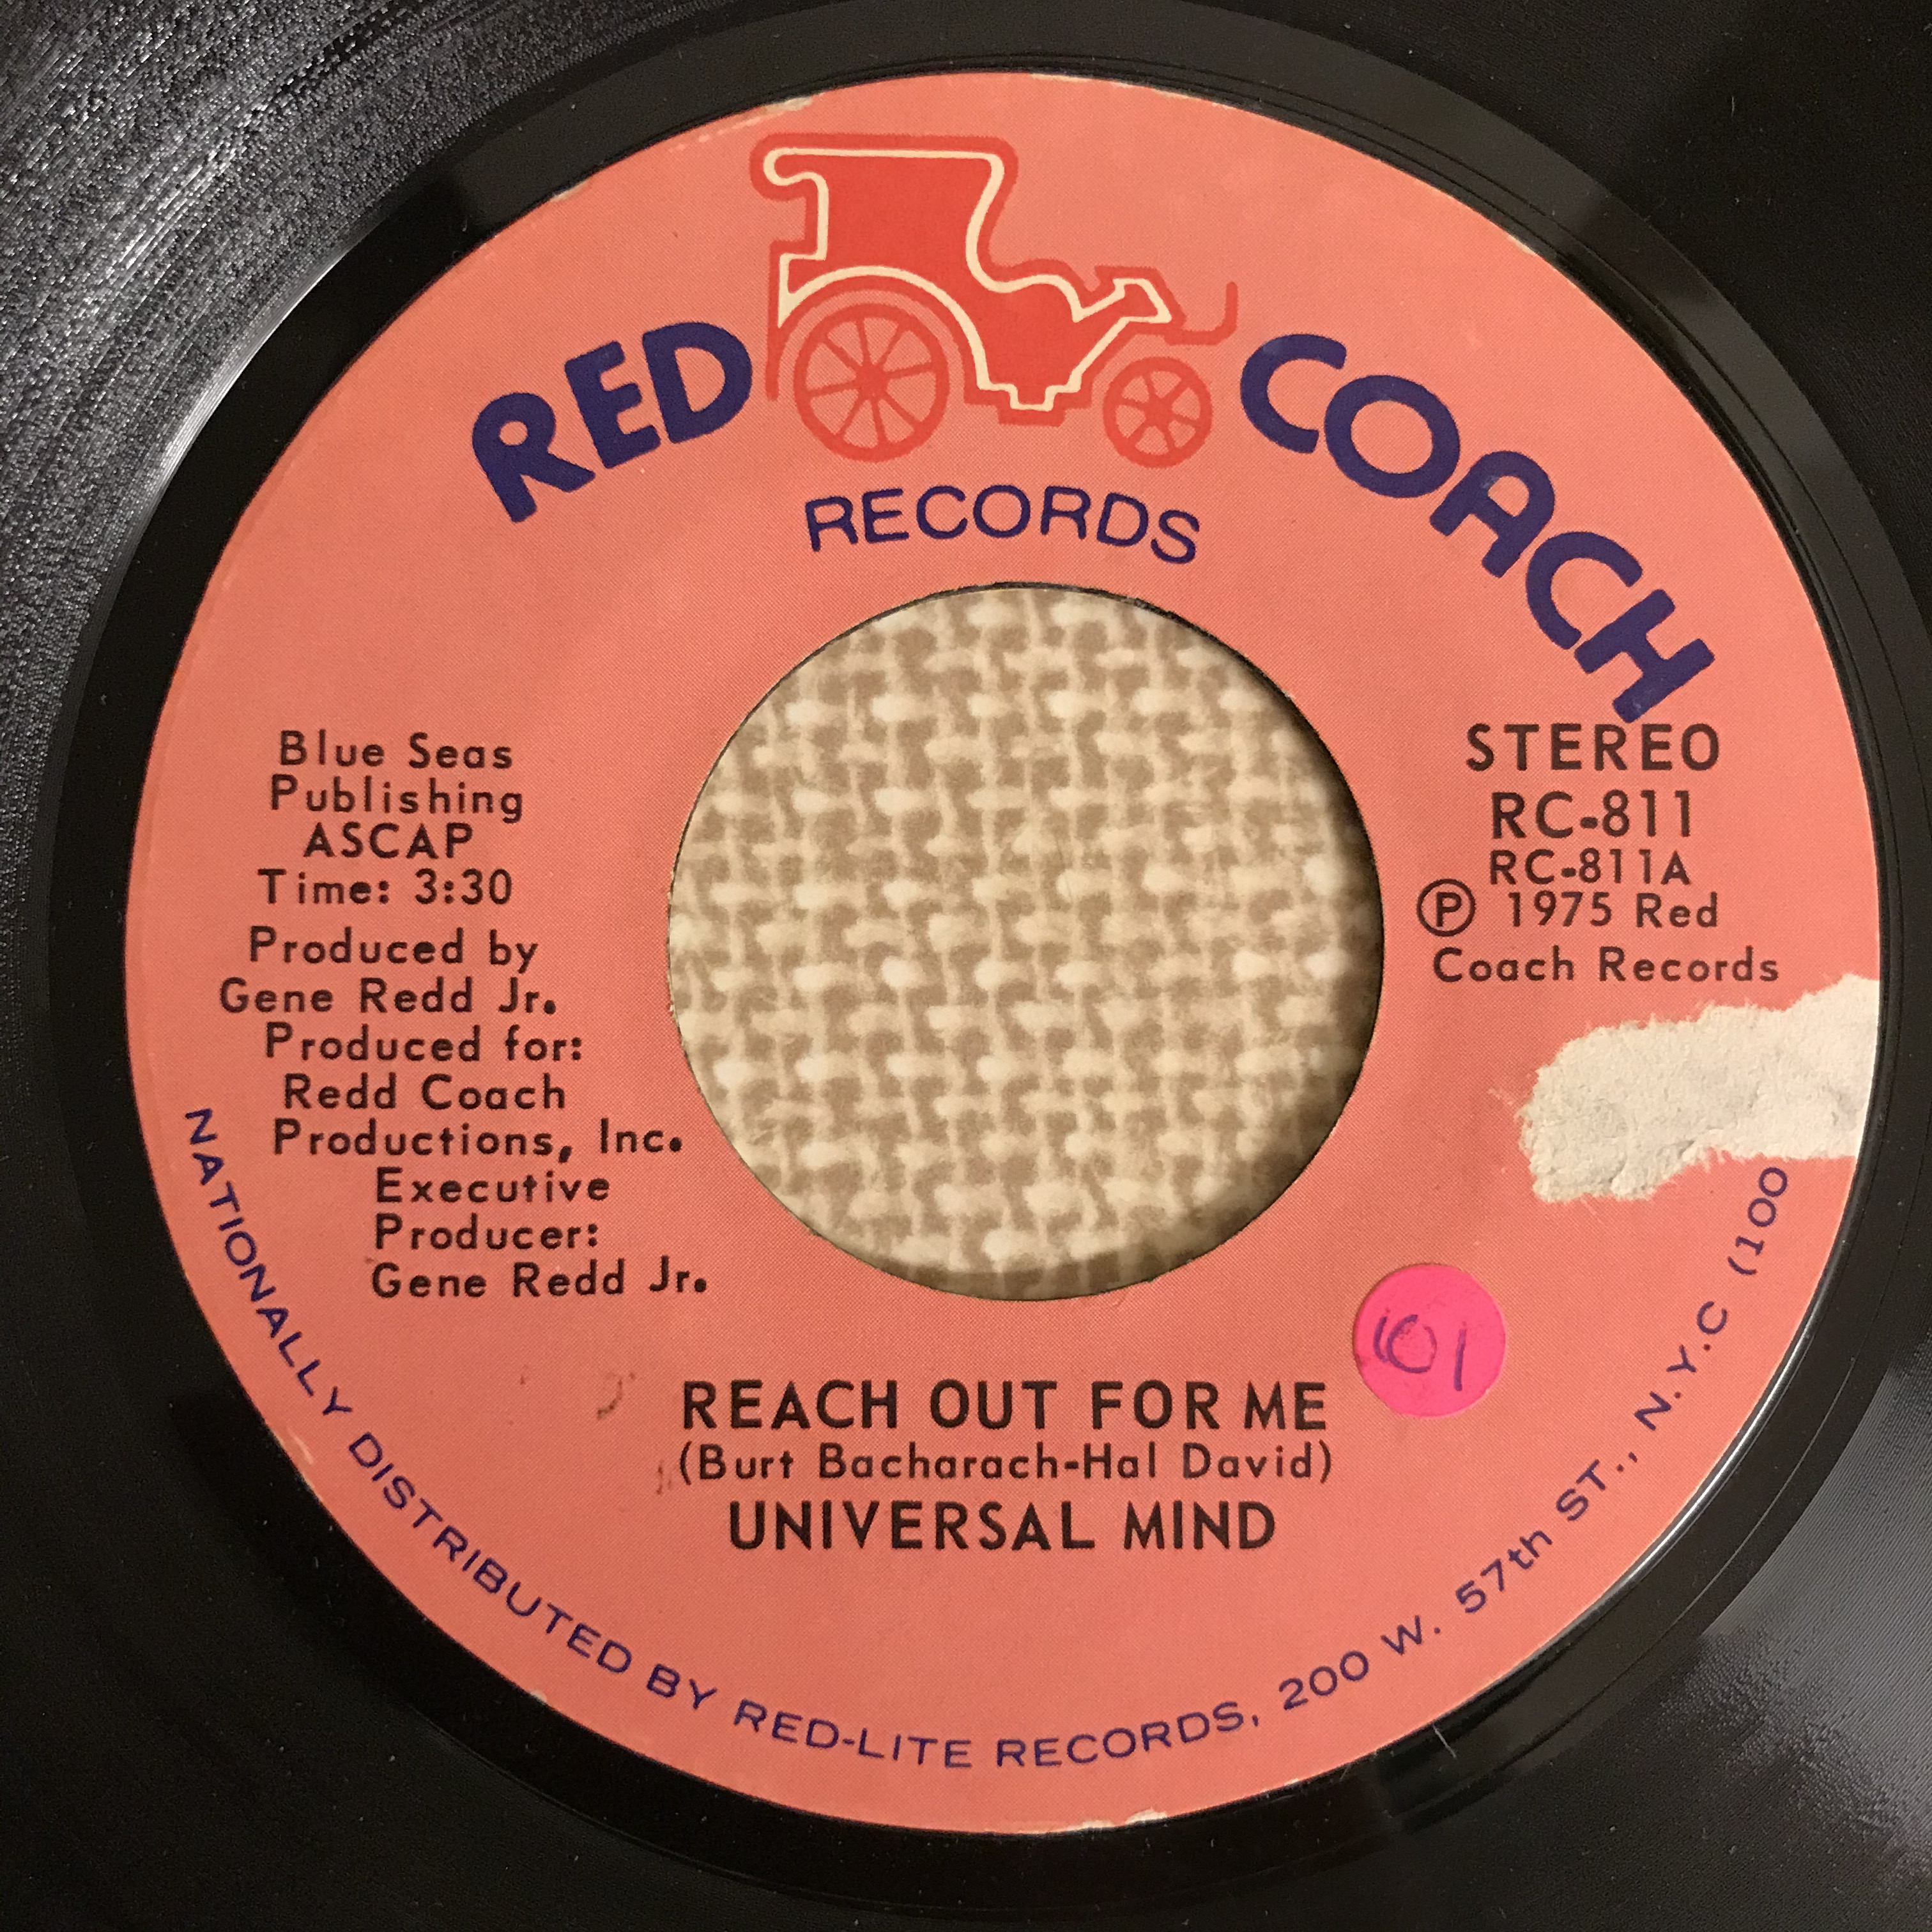 RED COACH
RECORDS
Blue Seas
Publishing
ASCAP
Time: 3:30
Produced by
Gene Redd Jr.
Produced for:
Redd Coach
Productions, Inc.
Executive
Producer:
Gene Redd Jr.
STEREO
RC-811
RC-811A
Ⓟ 1975 Red
Coach Records
101
REACH OUT FOR ME
(Burt Bacharach-Hal David)
UNIVERSAL MIND
NATIONALLY DISTRIBUTED BY RED-LITE RECORDS, 200 W. 57th ST., N.Y.C (100